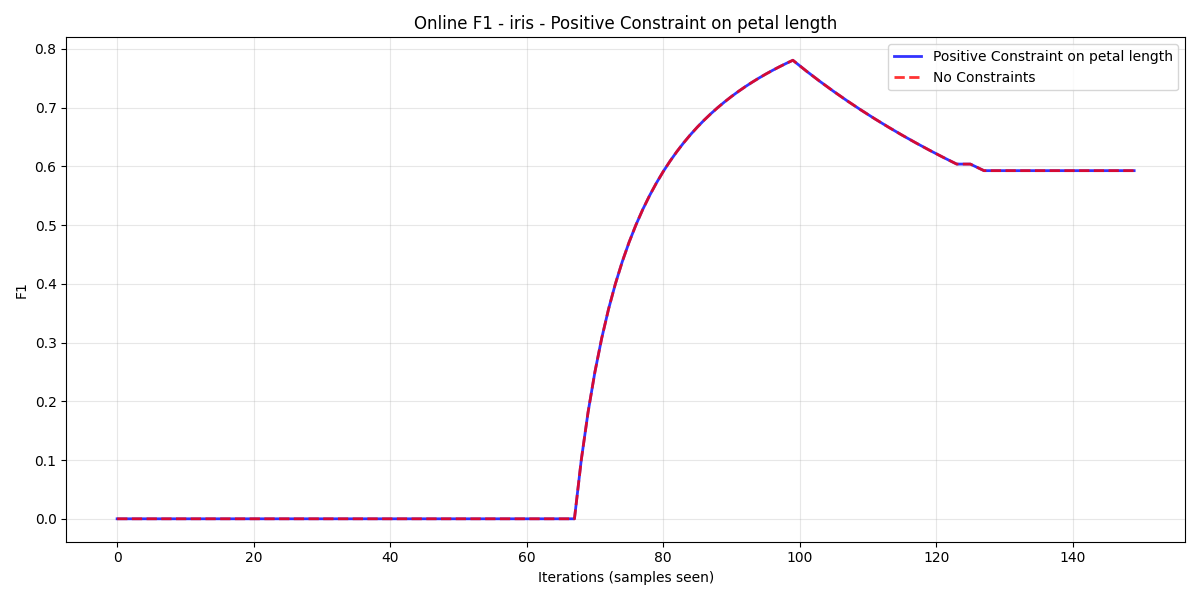 Online F1 - iris - Positive Constraint on petal length
Positive Constraint on petal length
No Constraints
F1
0.8
0.7
0.6
0.5
0.4
0.3
0.2
0.1
0.0
0 20 40 60 80 100 120 140
Iterations (samples seen)